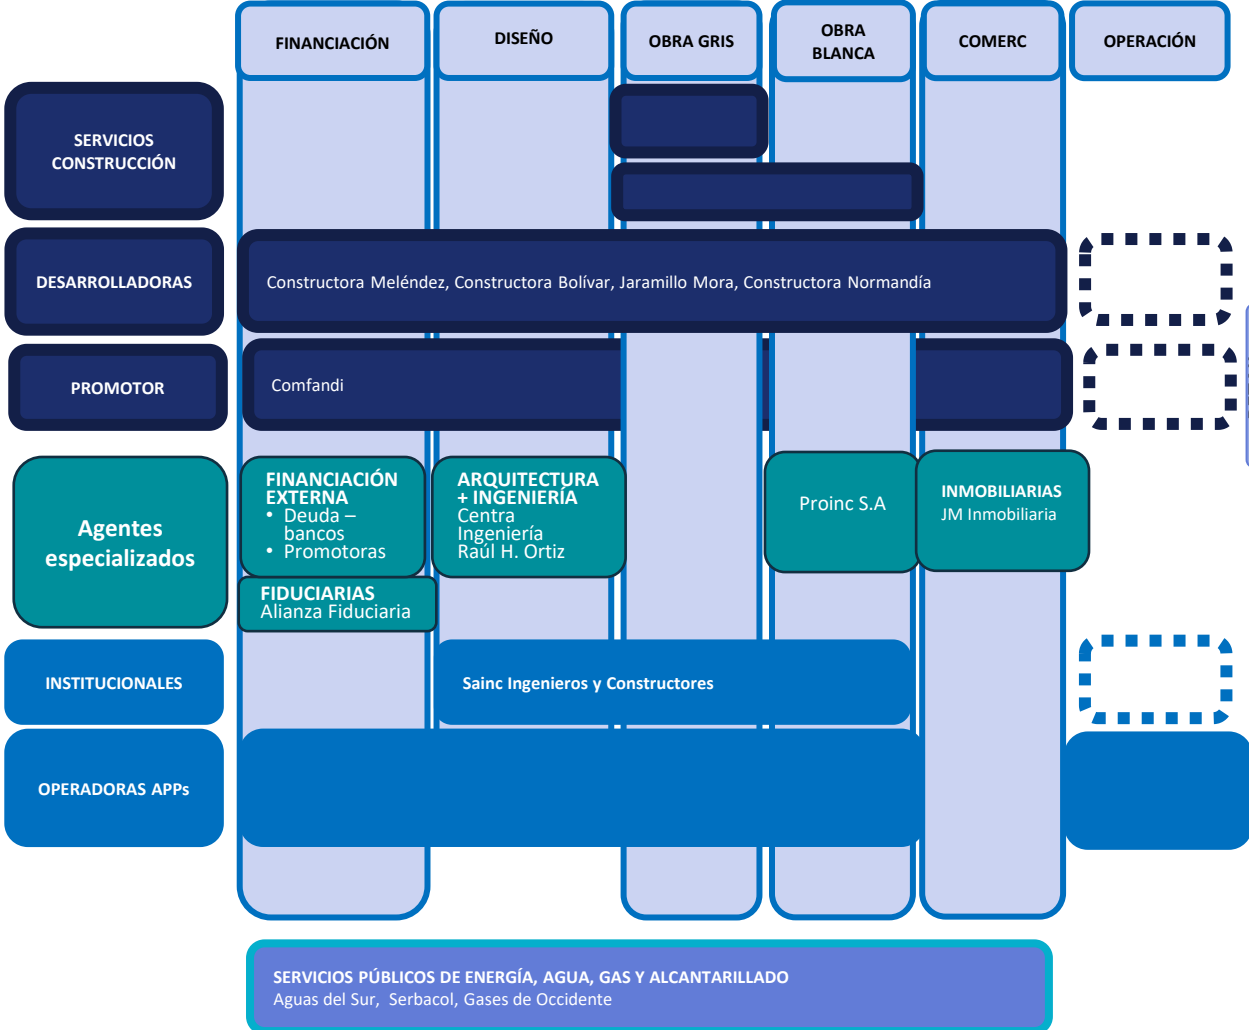 FINANCIACIÓN
DISEÑO
OBRA GRIS
OBRA
BLANCA
COMERC
OPERACIÓN
SERVICIOS
CONSTRUCCIÓN
DESARROLLADORAS
Constructora Meléndez, Constructora Bolívar, Jaramillo Mora, Constructora Normandía
PROMOTOR
Comfandi
Agentes
especializados
FINANCIACIÓN
EXTERNA
• Deuda –
bancos
• Promotoras
FIDUCIARIAS
Alianza Fiduciaria
ARQUITECTURA
+ INGENIERÍA
Centra
Ingeniería
Raúl H. Ortiz
Proinc S.A
INMOBILIARIAS
JM Inmobiliaria
INSTITUCIONALES
Sainc Ingenieros y Constructores
OPERADORAS APPs
SERVICIOS PÚBLICOS DE ENERGÍA, AGUA, GAS Y ALCANTARILLADO
Aguas del Sur, Serbacol, Gases de Occidente